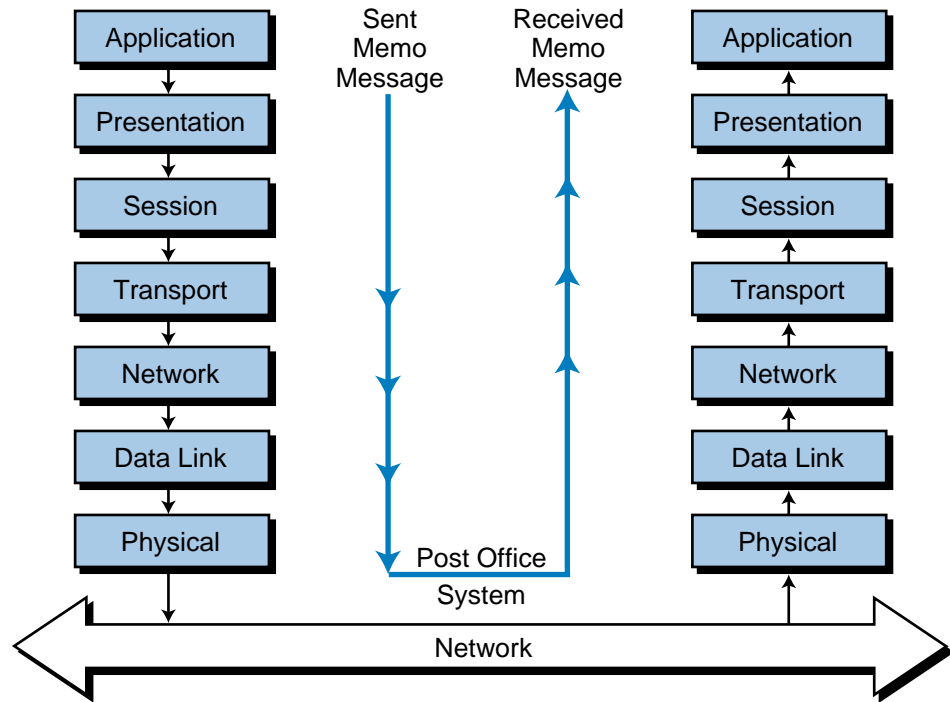 Application
Presentation
Session
Transport
Network
Data Link
Physical
Sent
Memo
Message
Received
Memo
Message
Post Office
System
Application
Presentation
Session
Transport
Network
Data Link
Physical
Network